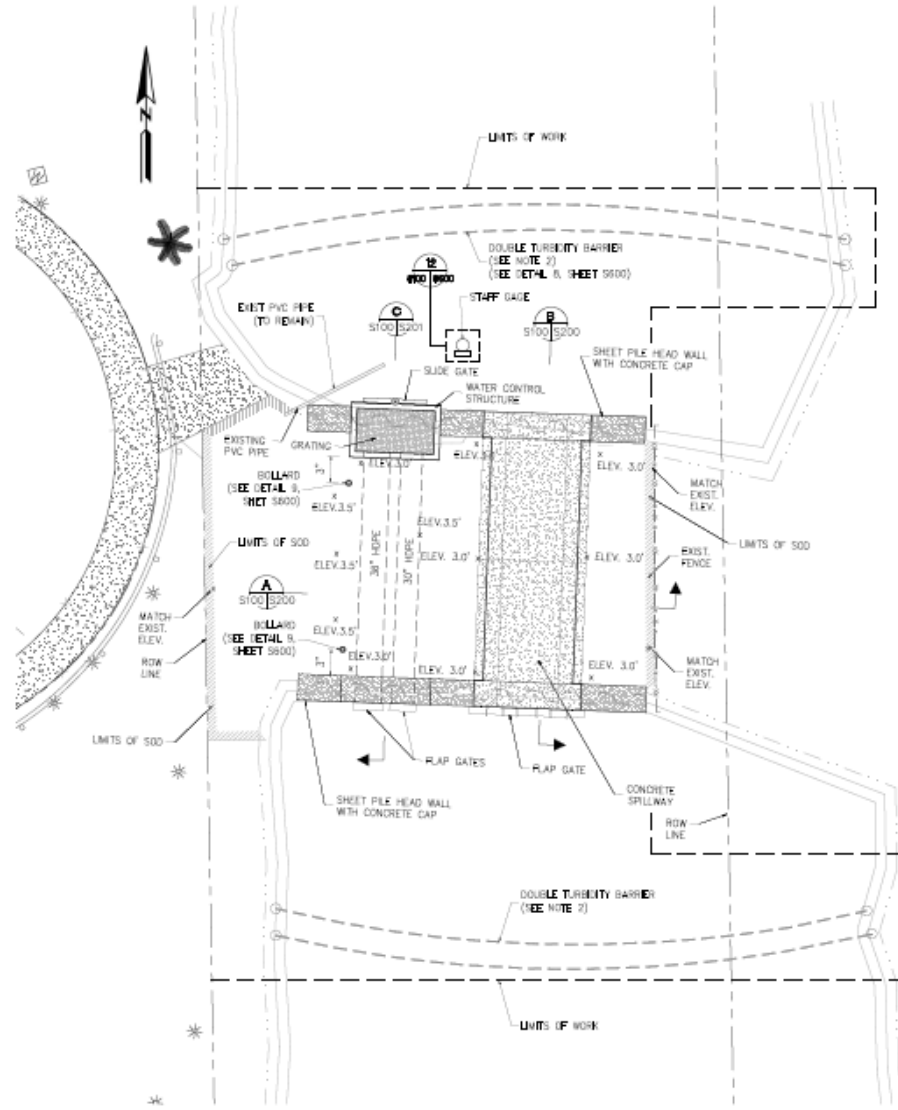 N
LIMITS OF WORK
DOUBLE TURBIDITY BARRIER
(SEE NOTE 2)
(SEE DETAIL 8, SHEET S600)
12
STAFF GAGE
EXIST PVC PIPE
(TO REMAIN)
C
S100 S201
B
S100 S200
SLIDE GATE
SHEET PILE HEAD WALL
WITH CONCRETE CAP
WATER CONTROL
STRUCTURE
EXISTING
PVC PIPE
GRATING
ELEV. 3.0'
ELEV. 3.0'
3'
BOLLARD
(SEE DETAIL 9,
SHEET S600)
MATCH
EXIST.
ELEV.
ELEV.3.5'
ELEV.3.5'
LIMITS OF SOD
LIMITS OF SOD
ELEV.3.5'
ELEV. 3.0'
ELEV. 3.0'
EXIST.
FENCE
30" HDPE
A
S100 S200
MATCH
EXIST.
ELEV.
BOLLARD
(SEE DETAIL 9,
SHEET S600)
ELEV.3.5'
ROW
LINE
ELEV.3.0'
ELEV. 3.0'
ELEV. 3.0'
MATCH
EXIST.
ELEV.
LIMITS OF SOD
FLAP GATES
FLAP GATE
SHEET PILE HEAD WALL
WITH CONCRETE CAP
CONCRETE
SPILLWAY
ROW
LINE
DOUBLE TURBIDITY BARRIER
(SEE NOTE 2)
LIMITS OF WORK